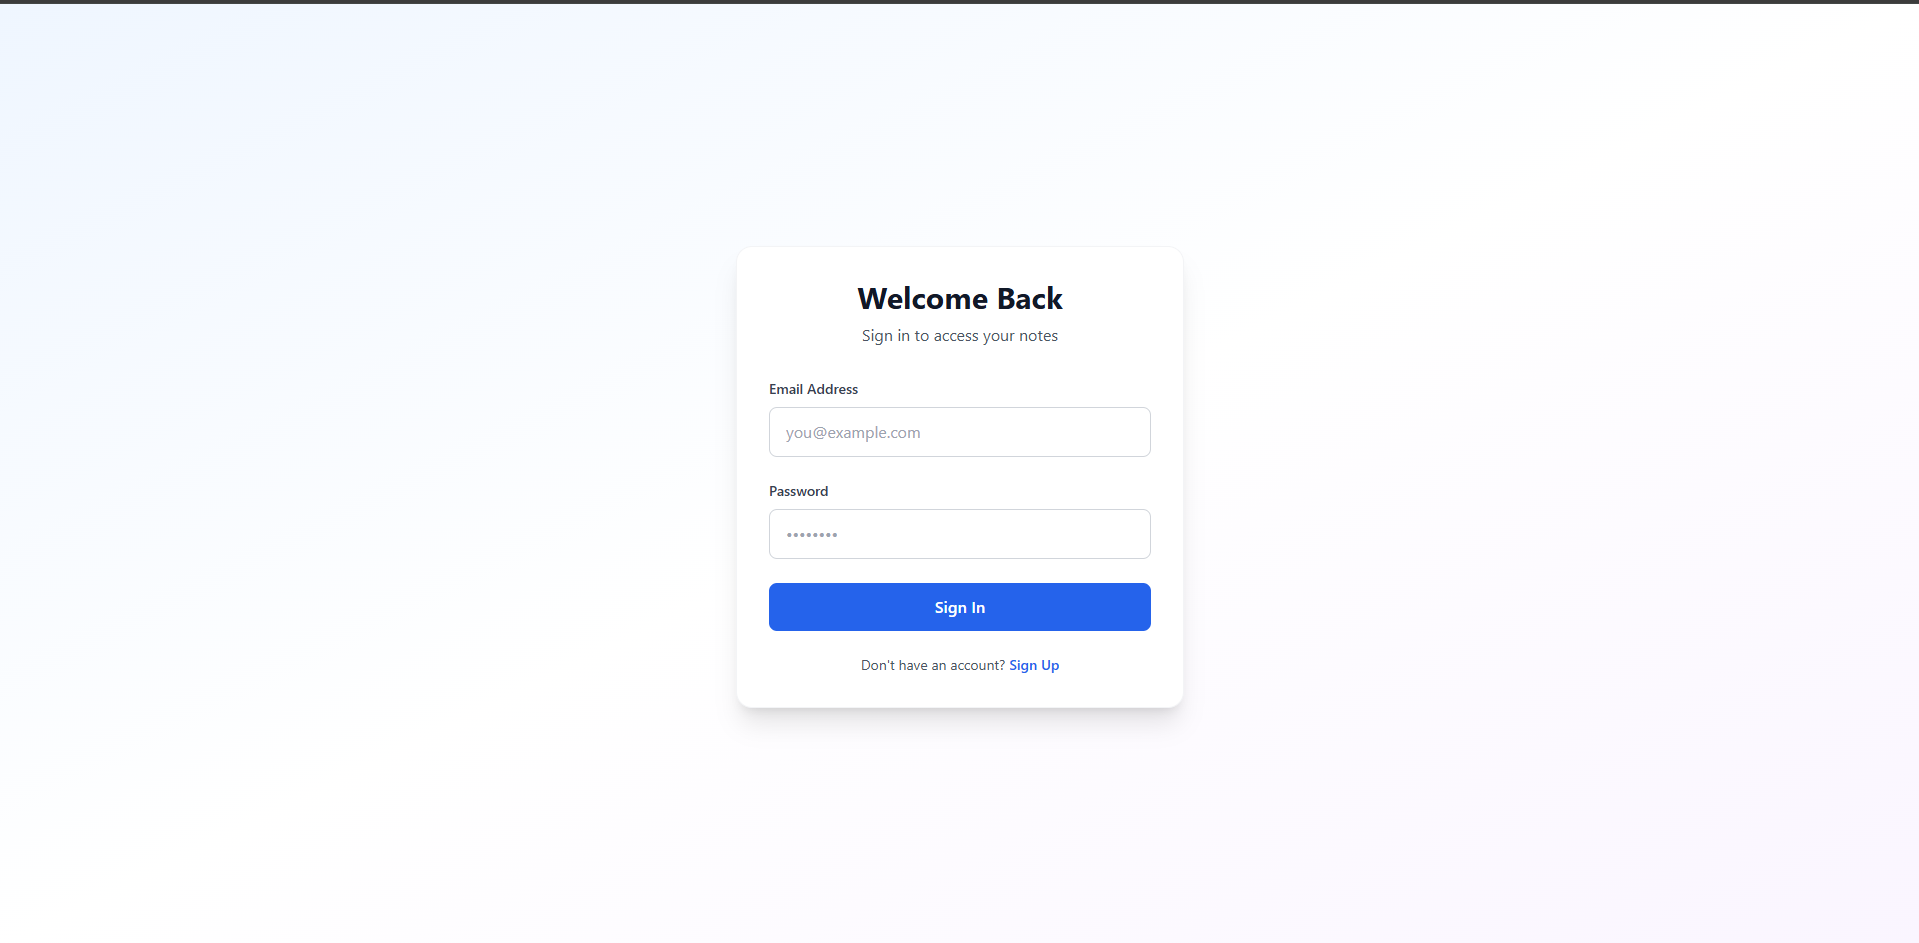 Welcome Back
Sign in to access your notes
Email Address
you@example.com
Password
••••••••
Sign In
Don't have an account? Sign Up